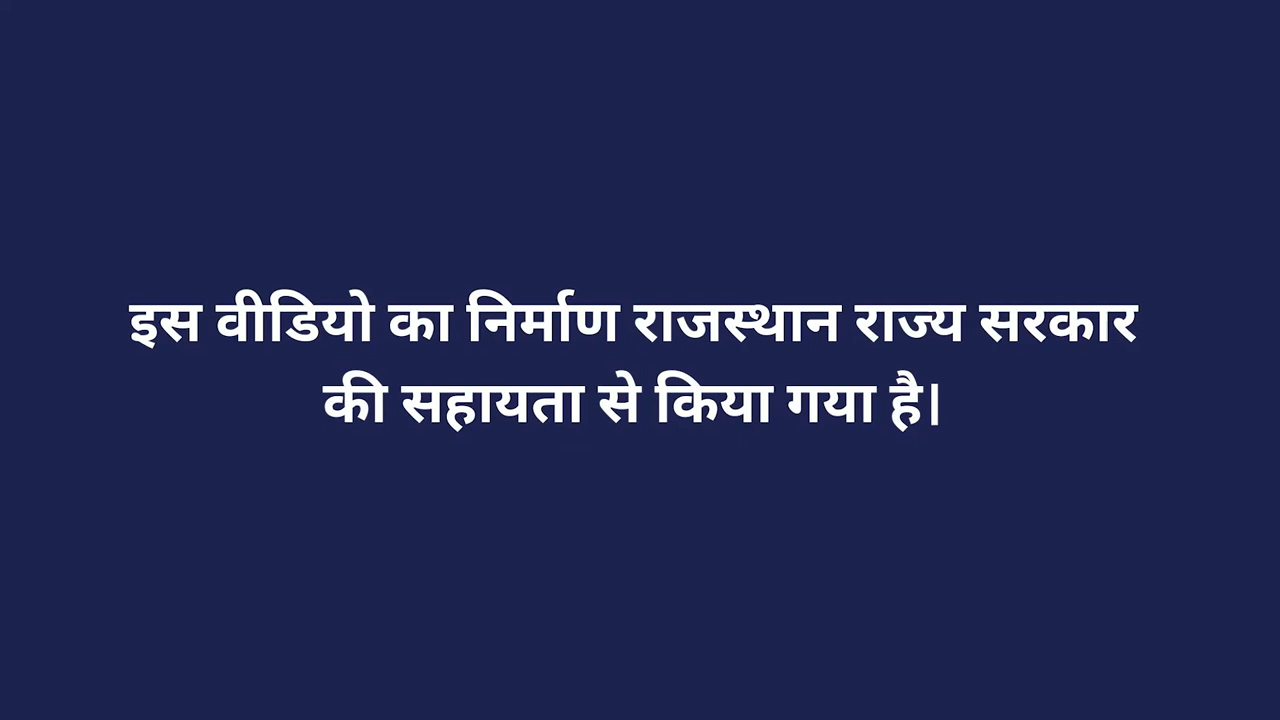 इस वीडियो का निर्माण राजस्थान राज्य सरकार
की सहायता से किया गया है।